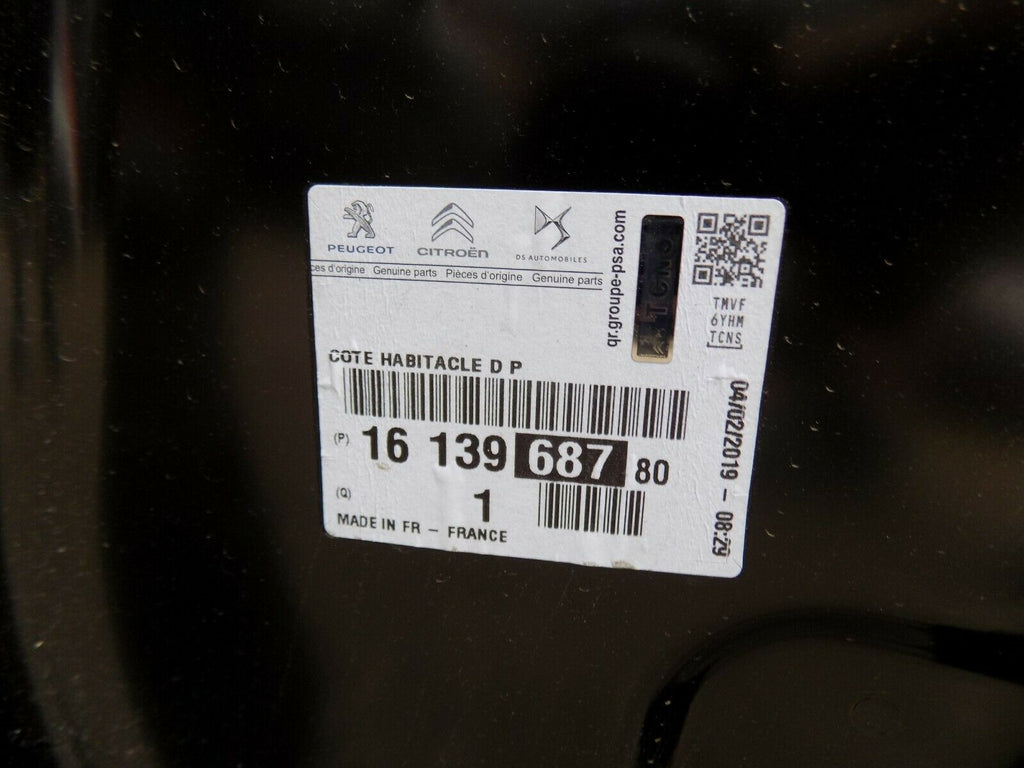 PEUGEOT CITROËN DS AUTOMOBILES
ces d'origine Genuine parts Pièces d'origine Genuine parts
qr.groupe-psa.com
TMVF
6YHM
TCNS
COTE HABITACLE D P
(P) 16 139 687 80
(Q) 1
MADE IN FR - FRANCE
04/02/2019 - 08:29